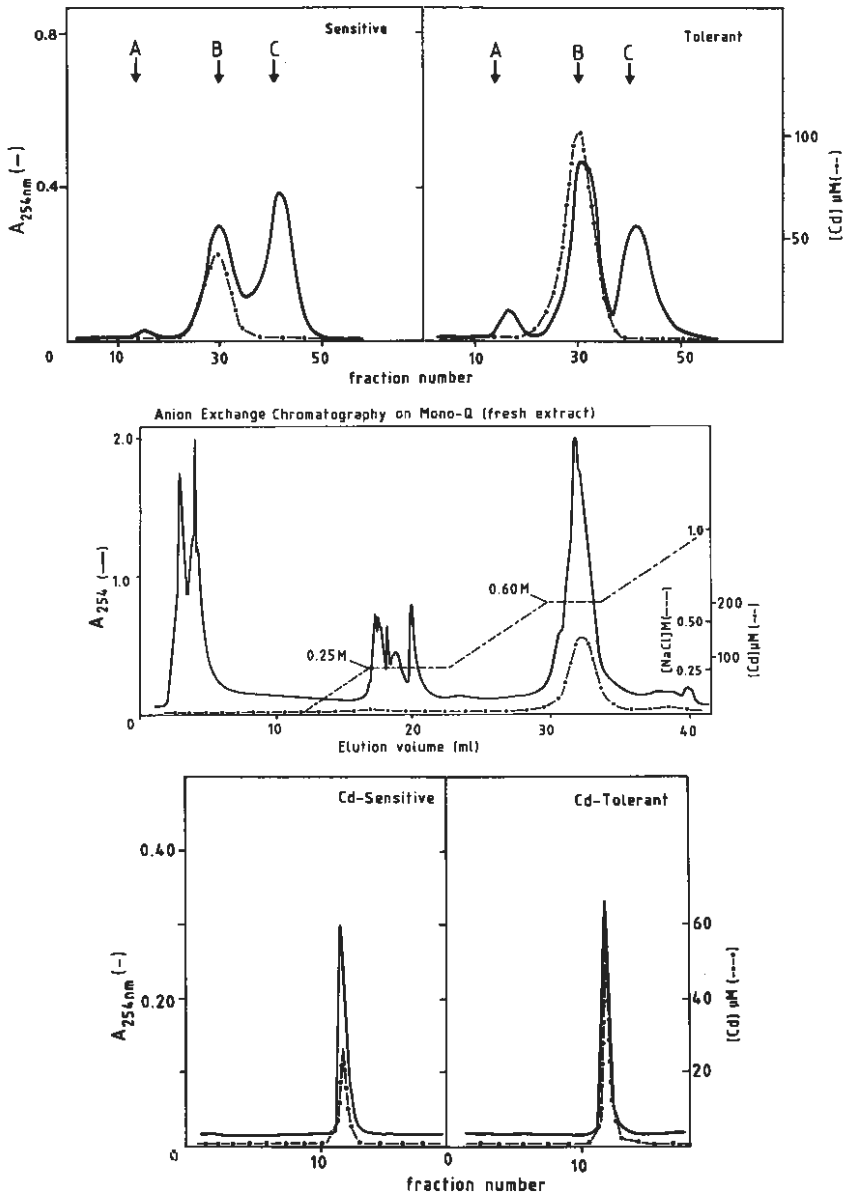 Sensitive
Tolerant
0.8
A
B
C
A
B
C
100
0.4
50
0
A254nm (—)
[Cd] μM (-·-)
10
30
50
10
30
50
fraction number
Anion Exchange Chromatography on Mono-Q (fresh extract)
2.0
1.0
0
A254 (—)
0.25M
0.60M
1.0
0.50
0.25
[NaCl]M(---)
200
100
[Cd]μM(-·-)
10
20
30
40
Elution volume (ml)
Cd-Sensitive
Cd-Tolerant
0.40
0.20
0
A254nm (-)
60
40
20
[Cd] μM (-·-·)
10
0
10
fraction number